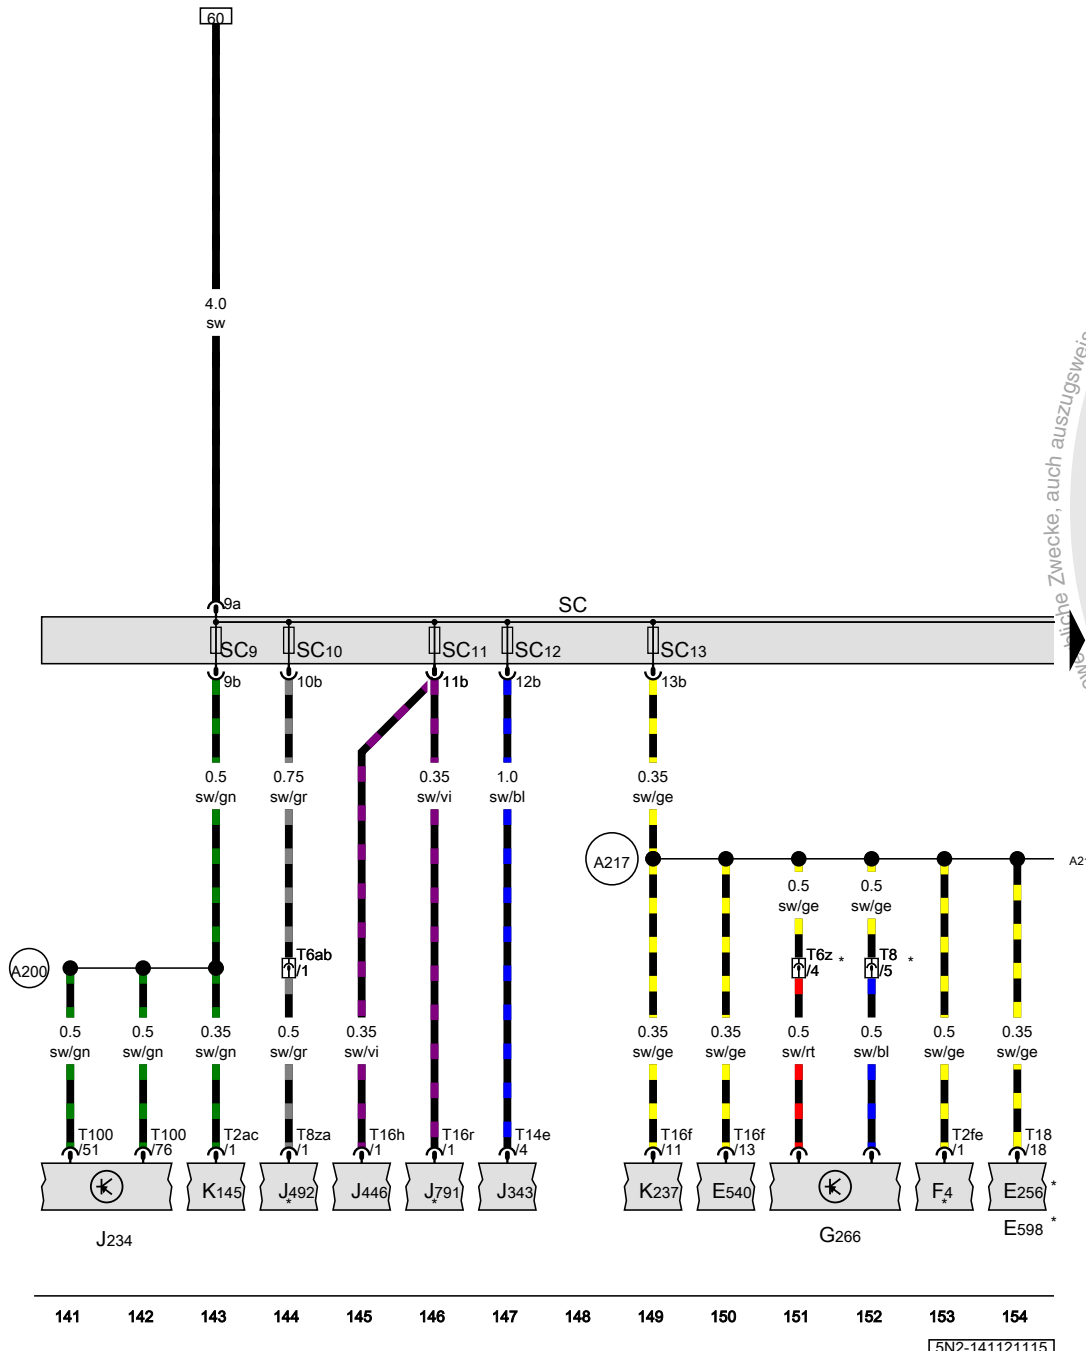 60
4.0
sw
9a
SC
SC9
SC10
SC11
SC12
SC13
9b
10b
11b
12b
13b
0.5
sw/gn
0.75
sw/gr
0.35
sw/vi
1.0
sw/bl
0.35
sw/ge
A217
A21
0.5
sw/ge
0.5
sw/ge
T6ab
/1
T6z
/4
*
T8
/5
*
A200
0.5
sw/gn
0.5
sw/gn
0.35
sw/gn
0.5
sw/gr
0.35
sw/vi
0.35
sw/ge
0.35
sw/ge
0.5
sw/rt
0.5
sw/bl
0.5
sw/ge
0.35
sw/ge
T100
/51
T100
/76
T2ac
/1
T8za
/1
T16h
/1
T16r
/1
T14e
/4
T16f
/11
T16f
/13
T2fe
/1
T18
/18
K145
J492
*
J446
J791
*
J343
K237
E540
F4
*
E256 *
J234
G266
E598 *
141 142 143 144 145 146 147 148 149 150 151 152 153 154
5N2-141121115
Zwecke, auch auszugsweis